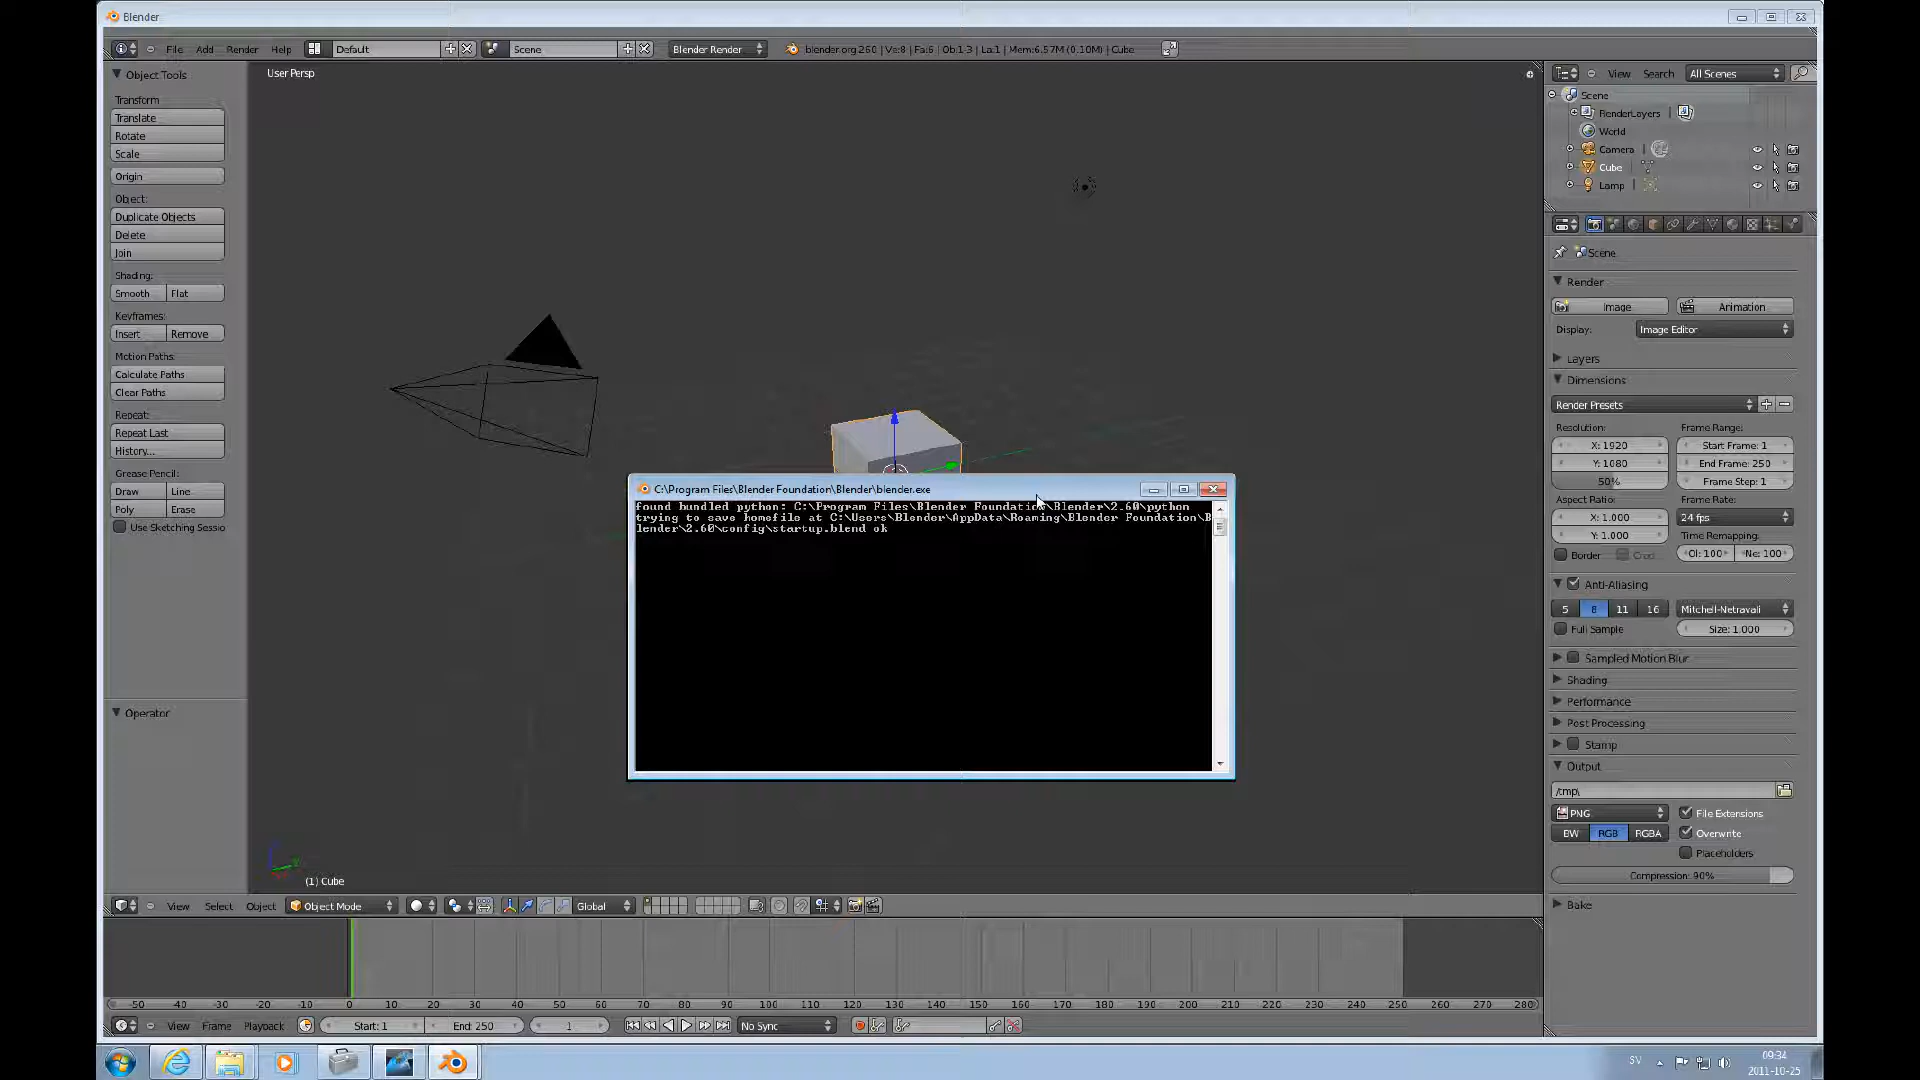 Blender
File Add Render Help Default Scene Blender Render blender.org 260 | Ve:8 | Fa:6 | Ob:1-3 | La:1 | Mem:6.57M (0.10M) | Cube
Object Tools
Transform
Translate
Rotate
Scale
Origin
Object:
Duplicate Objects
Delete
Join
Shading:
Smooth Flat
Keyframes:
Insert Remove
Motion Paths:
Calculate Paths
Clear Paths
Repeat:
Repeat Last
History...
Grease Pencil:
Draw Line
Poly Erase
Use Sketching Sessio
Operator
User Persp
C:\Program Files\Blender Foundation\Blender\blender.exe
found bundled python: C:\Program Files\Blender Foundation\Blender\2.60\python
trying to save homefile at C:\Users\Blender\AppData\Roaming\Blender Foundation\B
lender\2.60\config\startup.blend ok
(1) Cube
View Select Object Object Mode Global
-50 -40 -30 -20 -10 0 10 20 30 40 50 60 70 80 90 100 110 120 130 140 150 160 170 180 190 200 210 220 230 240 250 260 270 280
View Frame Playback Start: 1 End: 250 1 No Sync
View Search All Scenes
Scene
RenderLayers
World
Camera
Cube
Lamp
Scene
Render
Image Animation
Display: Image Editor
Layers
Dimensions
Render Presets
Resolution: Frame Range:
X: 1920 Start Frame: 1
Y: 1080 End Frame: 250
50% Frame Step: 1
Aspect Ratio: Frame Rate:
X: 1.000 24 fps
Y: 1.000 Time Remapping:
Border Ol: 100 Ne: 100
Anti-Aliasing
5 8 11 16 Mitchell-Netravali
Full Sample Size: 1.000
Sampled Motion Blur
Shading
Performance
Post Processing
Stamp
Output
/tmp\
PNG File Extensions
BW RGB RGBA Overwrite
Placeholders
Compression: 90%
Bake
SV 09:34
2011-10-25